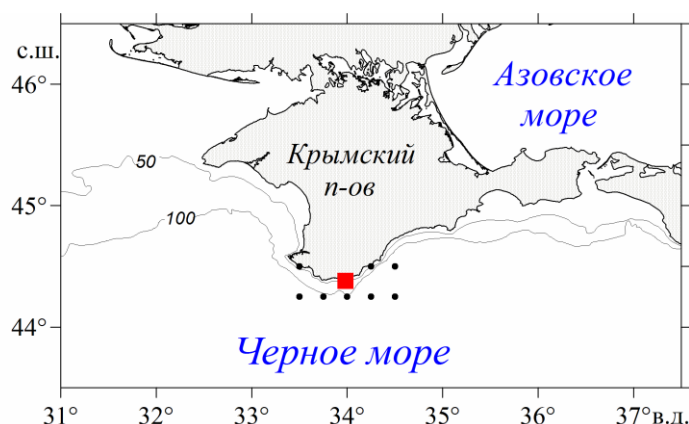 с.ш.
46°
Азовское
море
50
Крымский
п-ов
45°
100
44°
Черное море
31° 32° 33° 34° 35° 36° 37°в.д.